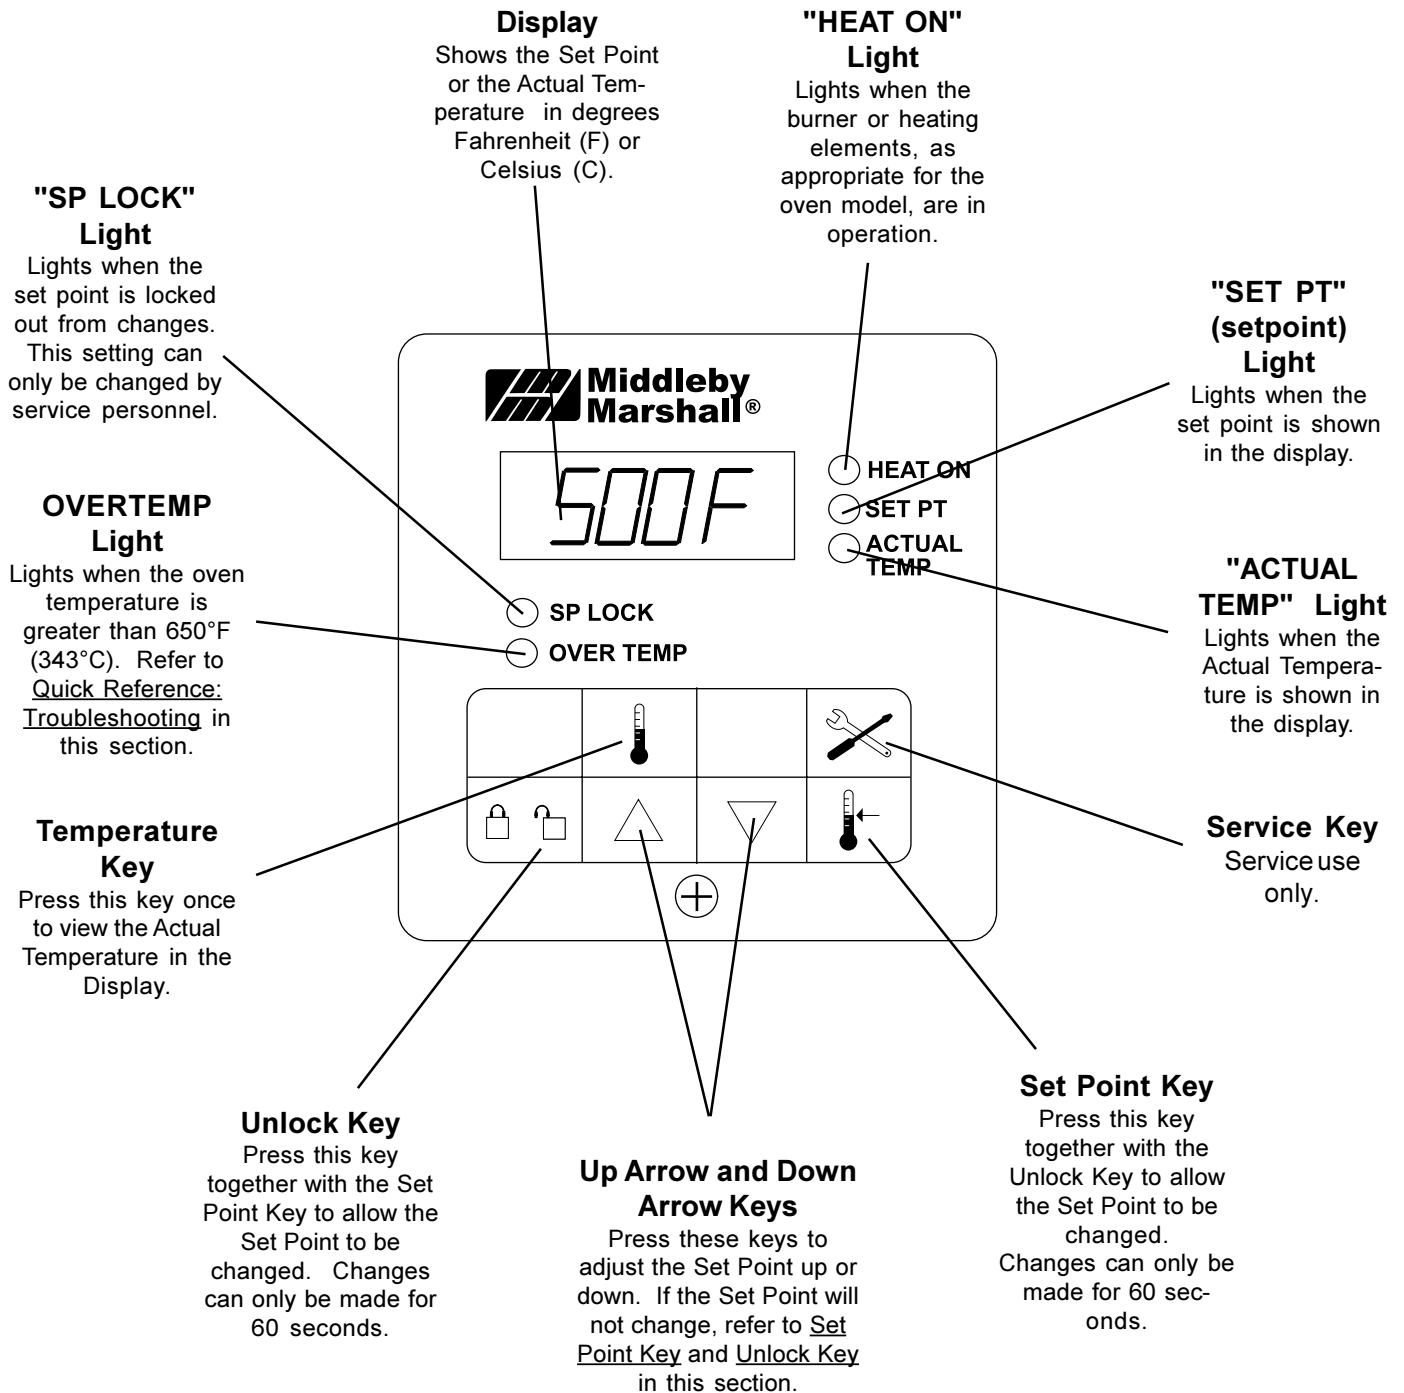 Display
Shows the Set Point
or the Actual Tem-
perature in degrees
Fahrenheit (F) or
Celsius (C).
"HEAT ON"
Light
Lights when the
burner or heating
elements, as
appropriate for the
oven model, are in
operation.
"SP LOCK"
Light
Lights when the
set point is locked
out from changes.
This setting can
only be changed by
service personnel.
"SET PT"
(setpoint)
Light
Lights when the
set point is shown
in the display.
OVERTEMP
Light
Lights when the oven
temperature is
greater than 650°F
(343°C). Refer to
Quick Reference:
Troubleshooting in
this section.
"ACTUAL
TEMP" Light
Lights when the
Actual Tempera-
ture is shown in
the display.
Middleby
Marshall®
500F
HEAT ON
SET PT
ACTUAL
TEMP
SP LOCK
OVER TEMP
Temperature
Key
Press this key once
to view the Actual
Temperature in the
Display.
Service Key
Service use
only.
Unlock Key
Press this key
together with the Set
Point Key to allow the
Set Point to be
changed. Changes
can only be made for
60 seconds.
Up Arrow and Down
Arrow Keys
Press these keys to
adjust the Set Point up or
down. If the Set Point will
not change, refer to Set
Point Key and Unlock Key
in this section.
Set Point Key
Press this key
together with the
Unlock Key to allow
the Set Point to be
changed.
Changes can only be
made for 60 sec-
onds.